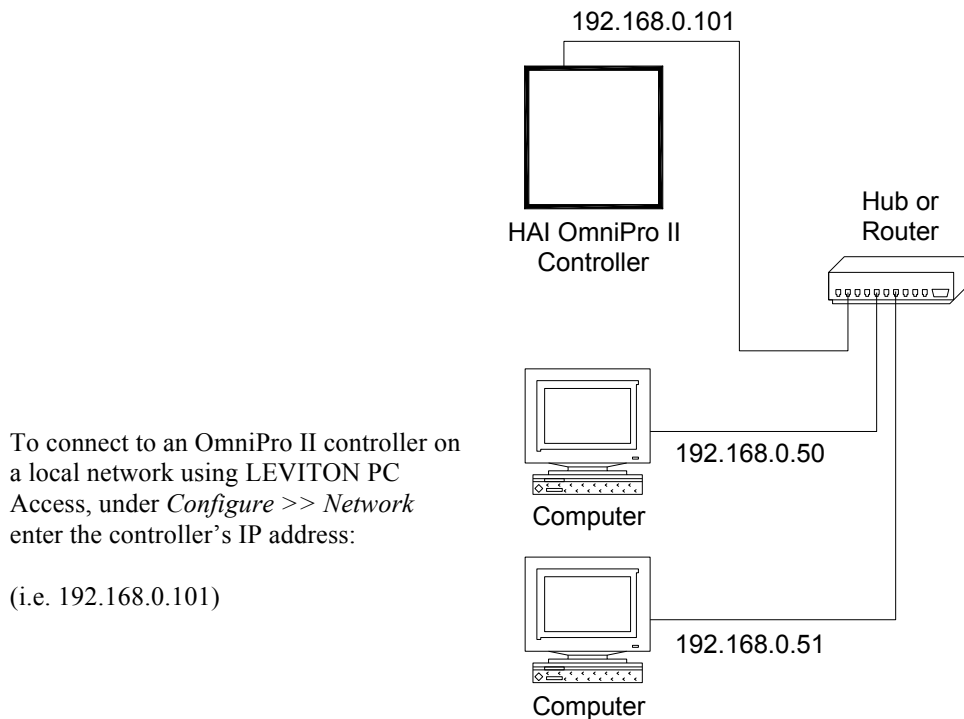 192.168.0.101
HAI OmniPro II
Controller
Hub or
Router
192.168.0.50
Computer
To connect to an OmniPro II controller on
a local network using LEVITON PC
Access, under Configure >> Network
enter the controller's IP address:
(i.e. 192.168.0.101)
192.168.0.51
Computer